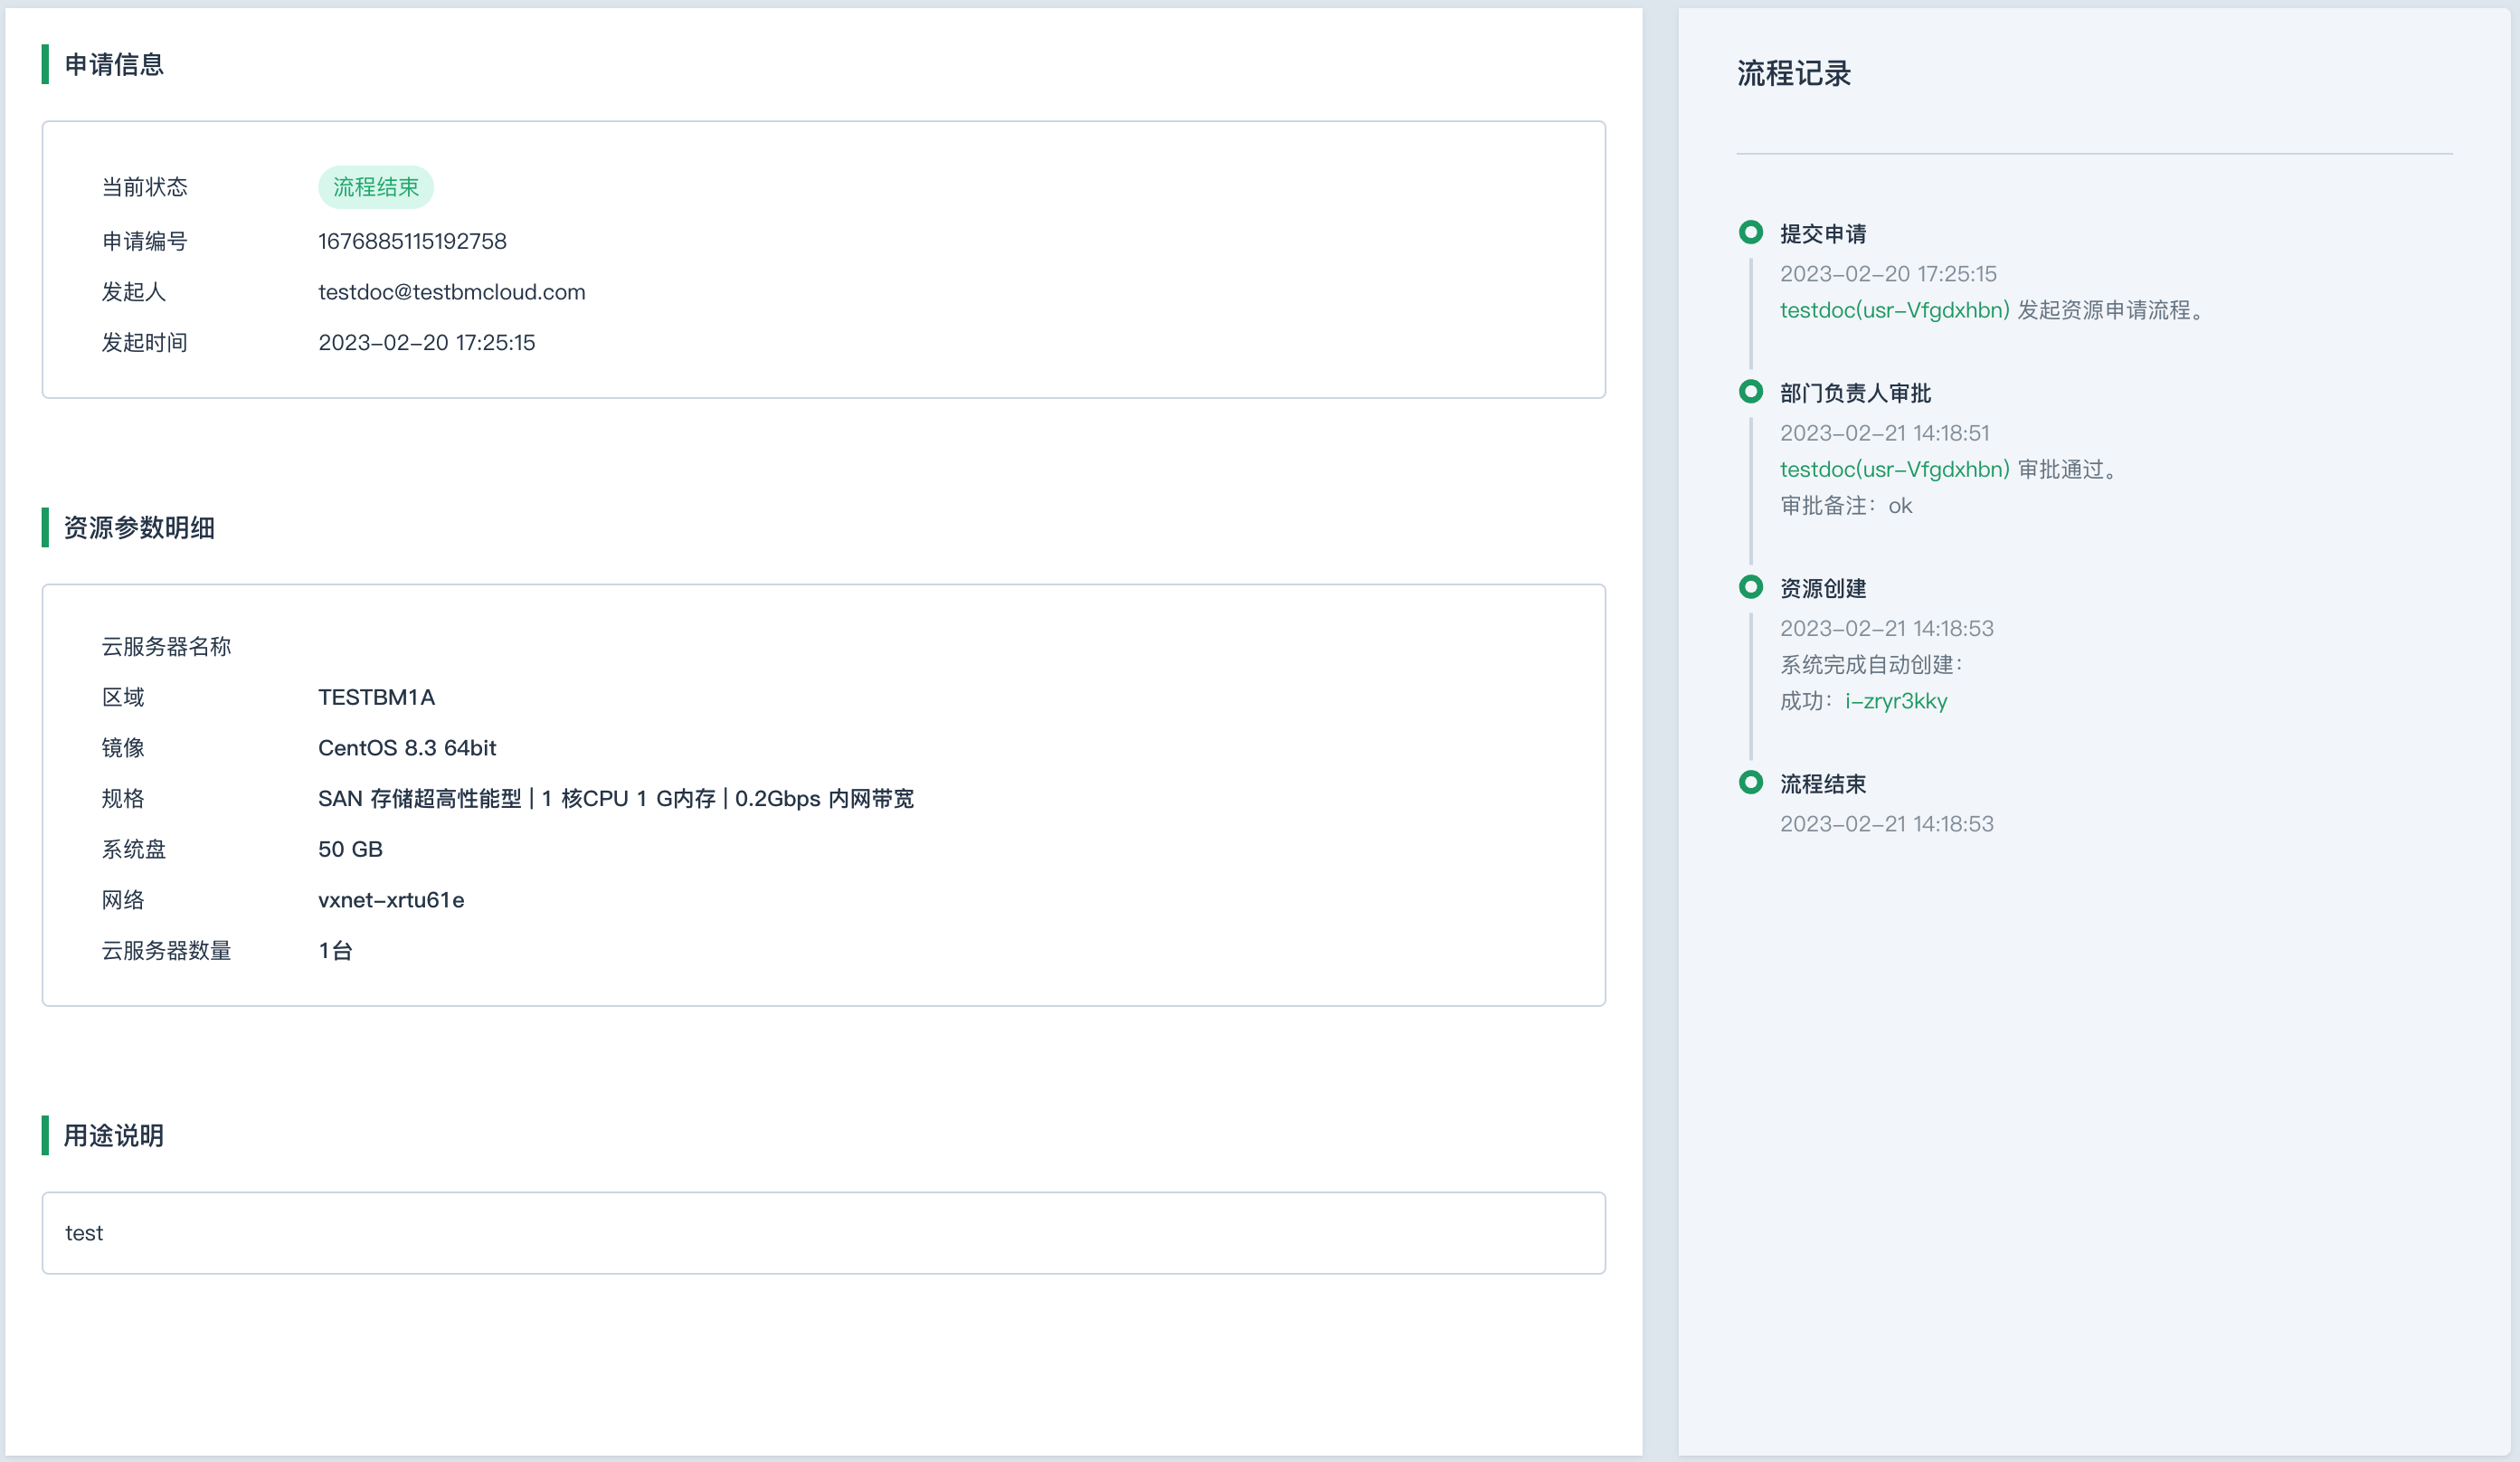 申请信息
当前状态 流程结束
申请编号 1676885115192758
发起人 testdoc@testbmcloud.com
发起时间 2023-02-20 17:25:15
资源参数明细
云服务器名称
区域 TESTBM1A
镜像 CentOS 8.3 64bit
规格 SAN 存储超高性能型 | 1 核CPU 1 G内存 | 0.2Gbps 内网带宽
系统盘 50 GB
网络 vxnet-xrtu61e
云服务器数量 1台
用途说明
test
流程记录
提交申请
2023-02-20 17:25:15
testdoc(usr-Vfgdxhbn) 发起资源申请流程。
部门负责人审批
2023-02-21 14:18:51
testdoc(usr-Vfgdxhbn) 审批通过。
审批备注：ok
资源创建
2023-02-21 14:18:53
系统完成自动创建：
成功：i-zryr3kky
流程结束
2023-02-21 14:18:53